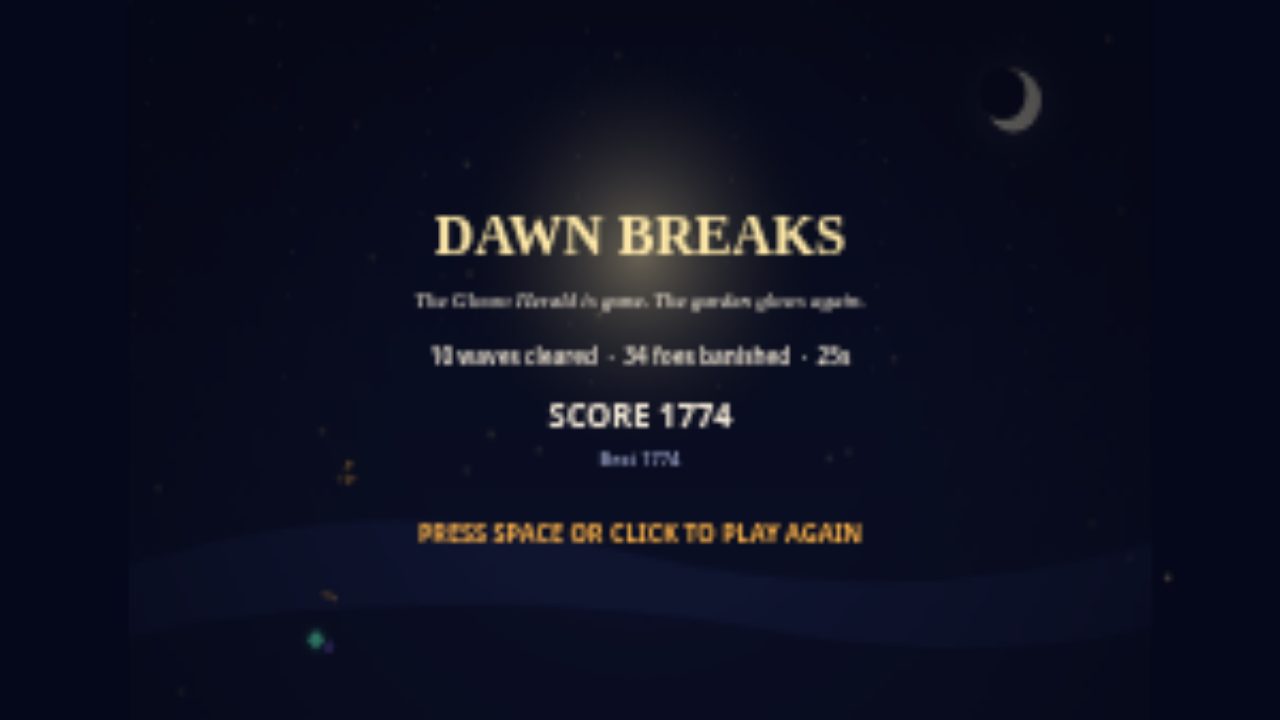 DAWN BREAKS
The Gloom Herald is gone. The garden glows again.
10 waves cleared · 34 foes banished · 25s
SCORE 1774
Best 1774
PRESS SPACE OR CLICK TO PLAY AGAIN